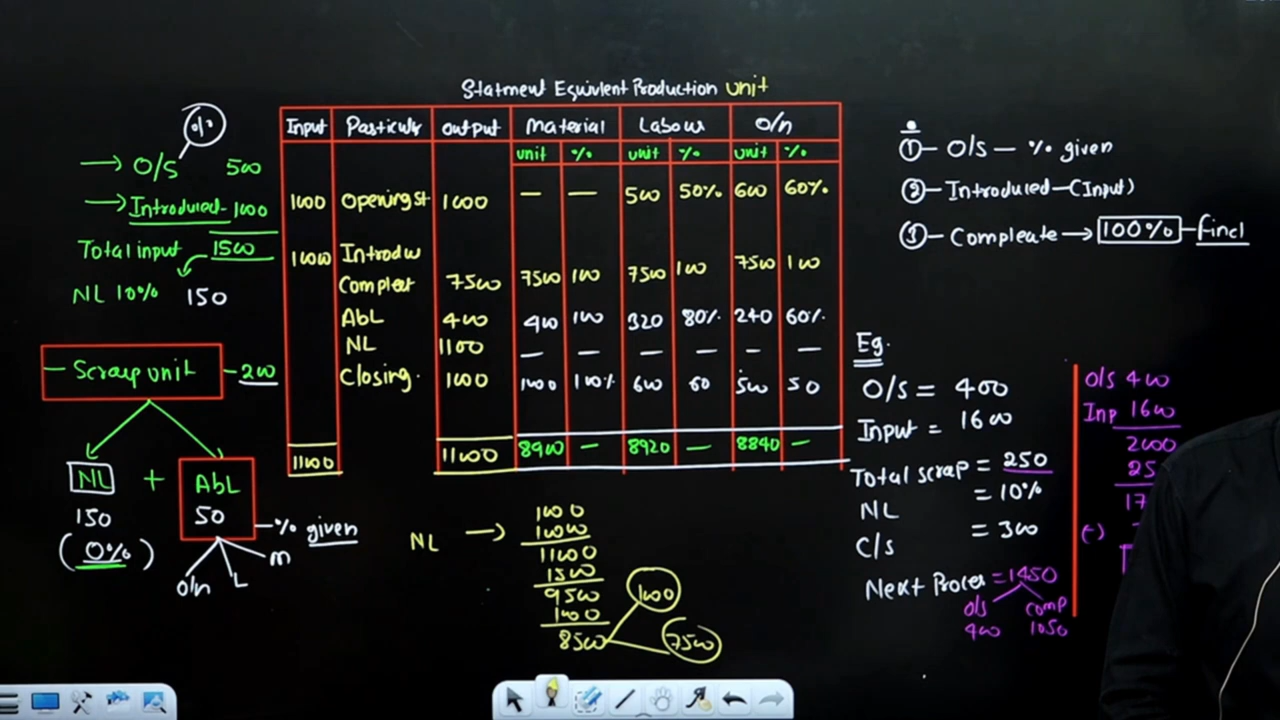 Statment Equivlent Production Unit
O/S 500
Introduced - 1000
Total input 1500
NL 10% 150
- Scrap unit - 200
NL + AbL
150 50 - % given
(0%)
O/n L m
Input Particulr output Material Labour O/n
unit % unit % unit %
1000 Opening st 1000 — — 500 50% 600 60%
Introdu
Compleet 7500 7500 100 7500 100 7500 100
AbL 400 400 100 320 80% 240 60%
NL 1100 — — — — — —
Closing 1000 1000 100% 600 60 500 50
11000 11000 8900 — 8920 — 8840 —
NL →
1000
11000
1500
9500
1000
8500
1000
7500
① - O/S - % given
② - Introduced - (Input)
③ - Compleate → 100% - fincl
Eg.
O/S = 400
Input = 1600
Total scrap = 250
NL = 10%
C/S = 300
Next Proces = 1450
O/s comp
400 1050
O/s 400
Inp 1600
2000
(-)